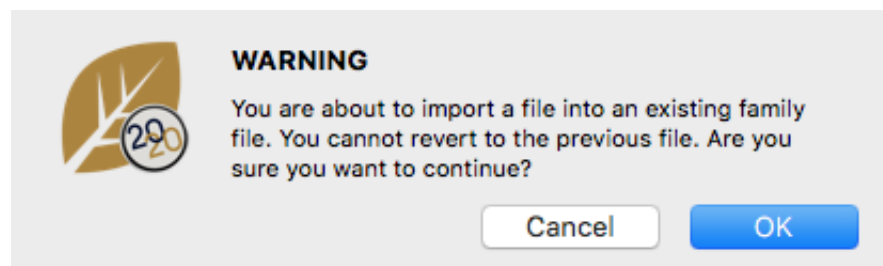 WARNING
You are about to import a file into an existing family
file. You cannot revert to the previous file. Are you
sure you want to continue?
2020
Cancel
OK